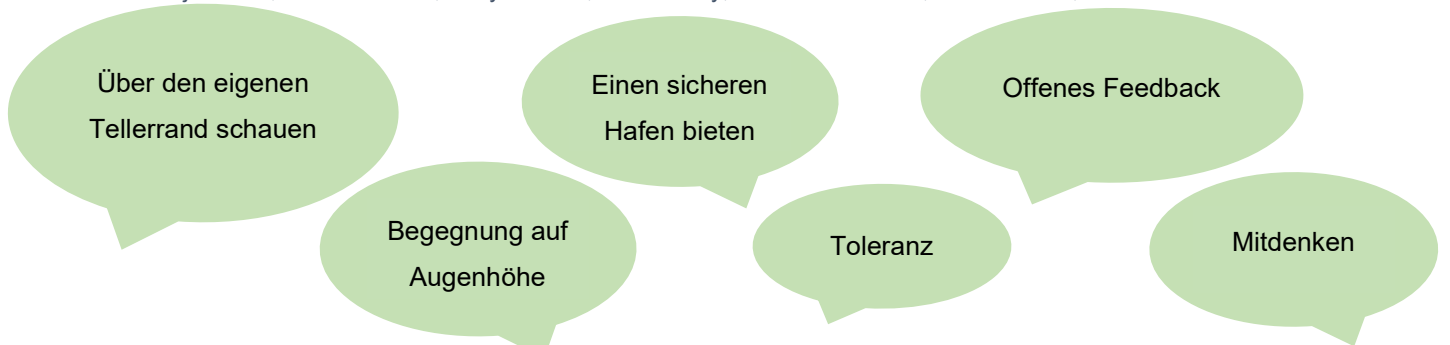 Über den eigenen
Tellerrand schauen
Einen sicheren
Hafen bieten
Offenes Feedback
Begegnung auf
Augenhöhe
Toleranz
Mitdenken